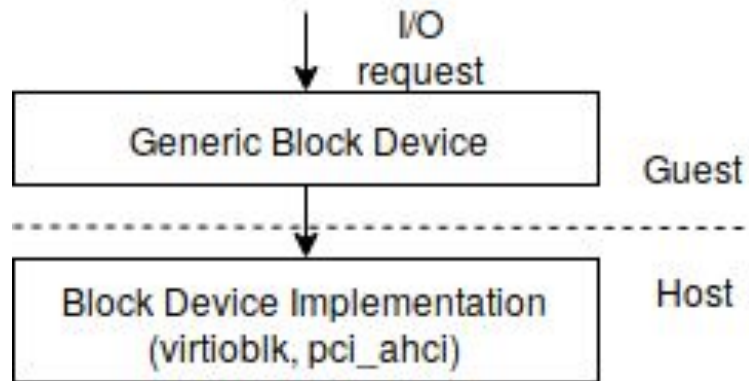 I/O
request
Generic Block Device
Guest
Host
Block Device Implementation
(virtioblk, pci_ahci)